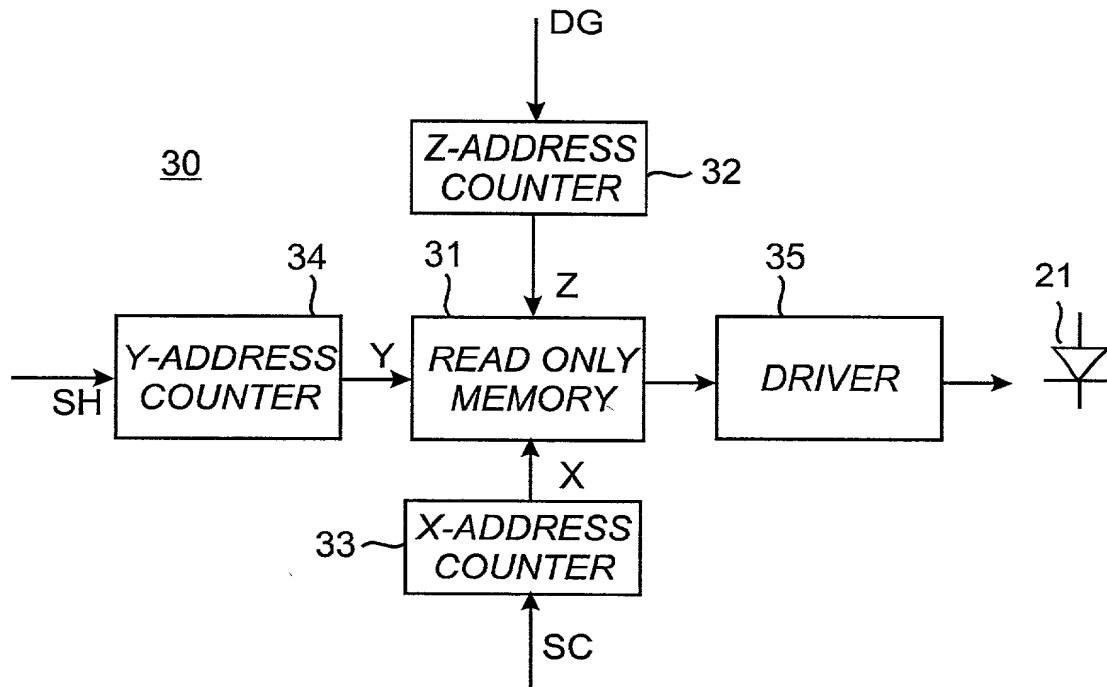 DG
Z-ADDRESS
COUNTER
32
30
34
31
35
21
Z
Y-ADDRESS
COUNTER
Y
READ ONLY
MEMORY
DRIVER
SH
X
33
X-ADDRESS
COUNTER
SC